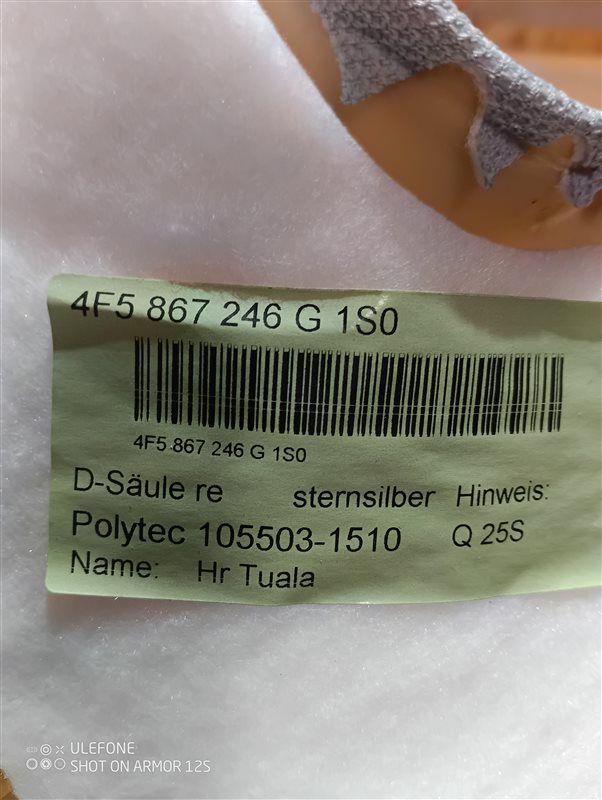 4F5 867 246 G 1S0
4F5 867 246 G 1S0
D-Säule re sternsilber Hinweis:
Polytec 105503-1510 Q 25S
Name: Hr Tuala
ULEFONE
SHOT ON ARMOR 12S